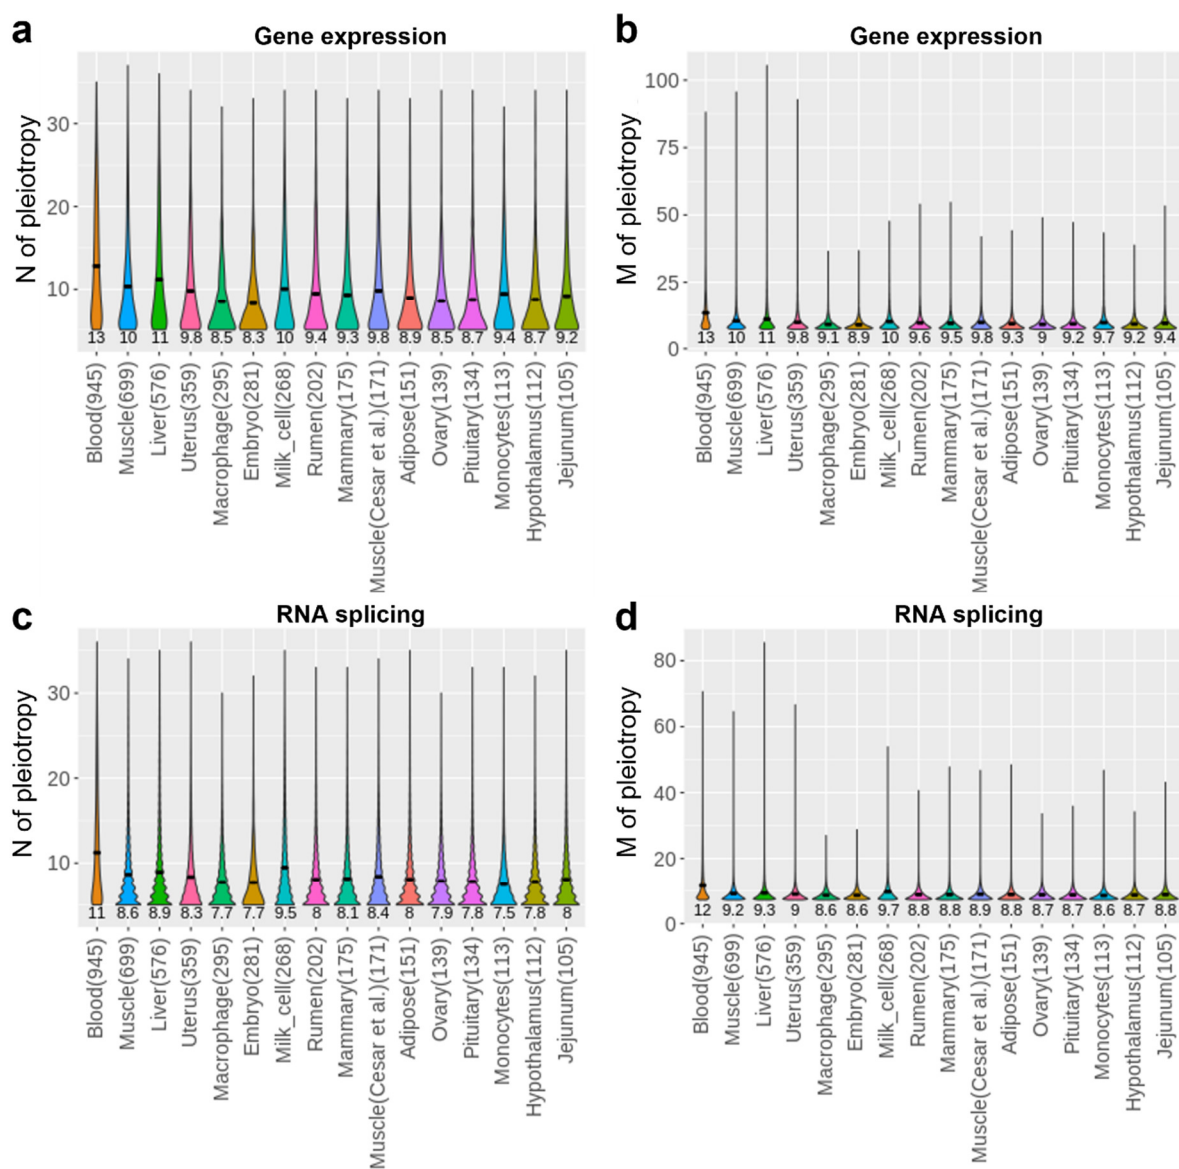 a
Gene expression
N of pleiotropy
30
20
10
13 10 11 9.8 8.5 8.3 10 9.4 9.3 9.8 8.9 8.5 8.7 9.4 8.7 9.2
Blood(945)
Muscle(699)
Liver(576)
Uterus(359)
Macrophage(295)
Embryo(281)
Milk_cell(268)
Rumen(202)
Mammary(175)
Muscle(Cesar et al.)(171)
Adipose(151)
Ovary(139)
Pituitary(134)
Monocytes(113)
Hypothalamus(112)
Jejunum(105)
b
Gene expression
M of pleiotropy
100
75
50
25
0
13 10 11 9.8 9.1 8.9 10 9.6 9.5 9.8 9.3 9 9.2 9.7 9.2 9.4
Blood(945)
Muscle(699)
Liver(576)
Uterus(359)
Macrophage(295)
Embryo(281)
Milk_cell(268)
Rumen(202)
Mammary(175)
Muscle(Cesar et al.)(171)
Adipose(151)
Ovary(139)
Pituitary(134)
Monocytes(113)
Hypothalamus(112)
Jejunum(105)
c
RNA splicing
N of pleiotropy
30
20
10
11 8.6 8.9 8.3 7.7 7.7 9.5 8 8.1 8.4 8 7.9 7.8 7.5 7.8 8
Blood(945)
Muscle(699)
Liver(576)
Uterus(359)
Macrophage(295)
Embryo(281)
Milk_cell(268)
Rumen(202)
Mammary(175)
Muscle(Cesar et al.)(171)
Adipose(151)
Ovary(139)
Pituitary(134)
Monocytes(113)
Hypothalamus(112)
Jejunum(105)
d
RNA splicing
M of pleiotropy
80
60
40
20
0
12 9.2 9.3 9 8.6 8.6 9.7 8.8 8.8 8.9 8.8 8.7 8.7 8.6 8.7 8.8
Blood(945)
Muscle(699)
Liver(576)
Uterus(359)
Macrophage(295)
Embryo(281)
Milk_cell(268)
Rumen(202)
Mammary(175)
Muscle(Cesar et al.)(171)
Adipose(151)
Ovary(139)
Pituitary(134)
Monocytes(113)
Hypothalamus(112)
Jejunum(105)